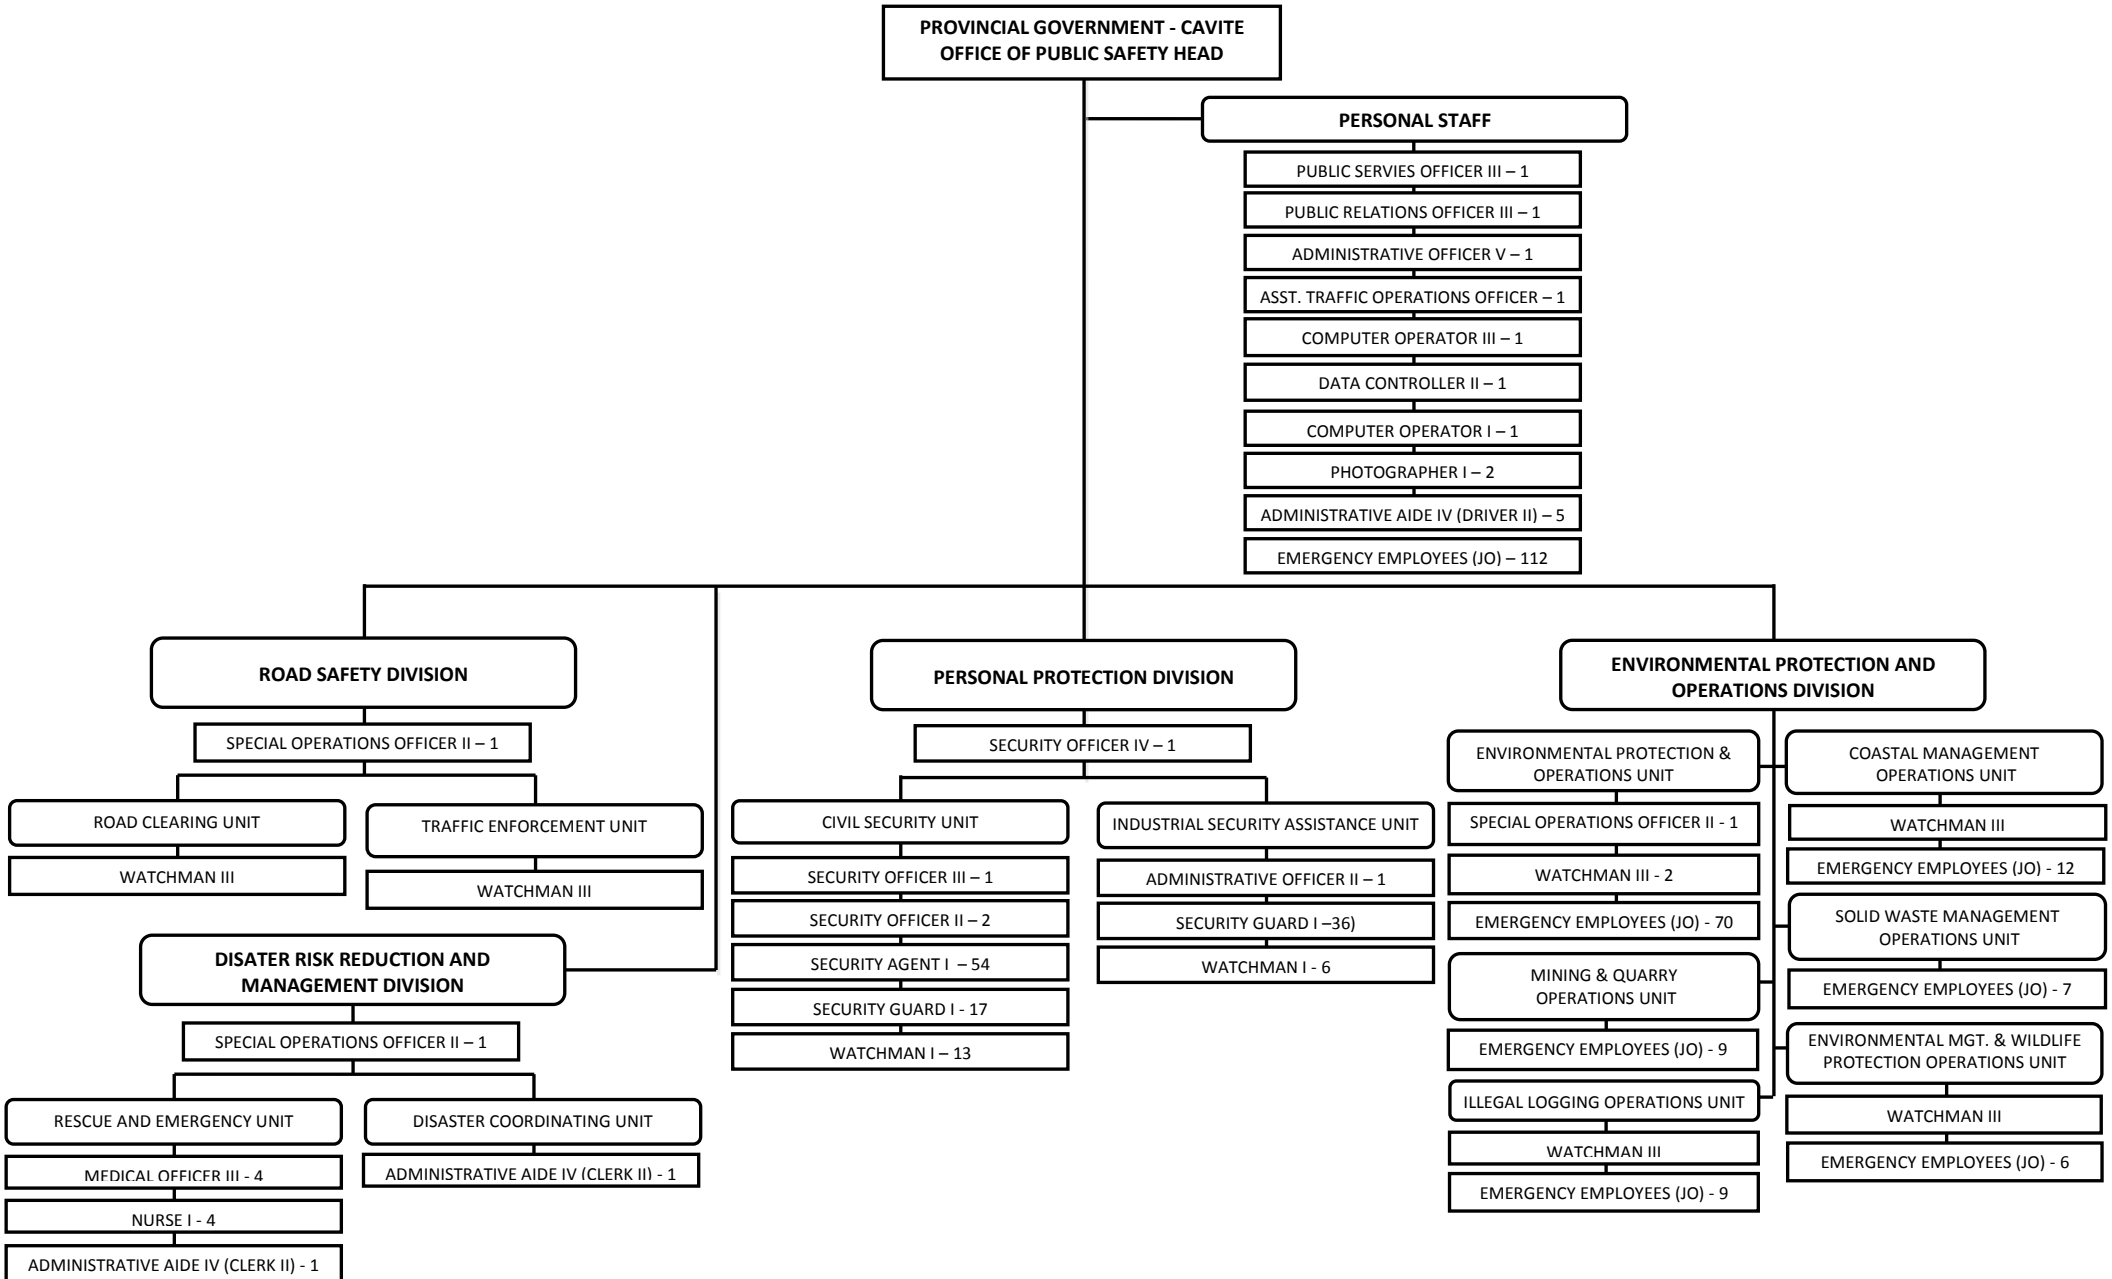 PROVINCIAL GOVERNMENT - CAVITE
OFFICE OF PUBLIC SAFETY HEAD
PERSONAL STAFF
PUBLIC SERVIES OFFICER III – 1
PUBLIC RELATIONS OFFICER III – 1
ADMINISTRATIVE OFFICER V – 1
ASST. TRAFFIC OPERATIONS OFFICER – 1
COMPUTER OPERATOR III – 1
DATA CONTROLLER II – 1
COMPUTER OPERATOR I – 1
PHOTOGRAPHER I – 2
ADMINISTRATIVE AIDE IV (DRIVER II) – 5
EMERGENCY EMPLOYEES (JO) – 112
ROAD SAFETY DIVISION
SPECIAL OPERATIONS OFFICER II – 1
ROAD CLEARING UNIT
WATCHMAN III
TRAFFIC ENFORCEMENT UNIT
WATCHMAN III
DISATER RISK REDUCTION AND
MANAGEMENT DIVISION
SPECIAL OPERATIONS OFFICER II – 1
RESCUE AND EMERGENCY UNIT
MEDICAL OFFICER III - 4
NURSE I - 4
ADMINISTRATIVE AIDE IV (CLERK II) - 1
DISASTER COORDINATING UNIT
ADMINISTRATIVE AIDE IV (CLERK II) - 1
PERSONAL PROTECTION DIVISION
SECURITY OFFICER IV – 1
CIVIL SECURITY UNIT
SECURITY OFFICER III – 1
SECURITY OFFICER II – 2
SECURITY AGENT I – 54
SECURITY GUARD I - 17
WATCHMAN I – 13
INDUSTRIAL SECURITY ASSISTANCE UNIT
ADMINISTRATIVE OFFICER II – 1
SECURITY GUARD I –36)
WATCHMAN I - 6
ENVIRONMENTAL PROTECTION AND
OPERATIONS DIVISION
ENVIRONMENTAL PROTECTION &
OPERATIONS UNIT
SPECIAL OPERATIONS OFFICER II - 1
WATCHMAN III - 2
EMERGENCY EMPLOYEES (JO) - 70
MINING & QUARRY
OPERATIONS UNIT
EMERGENCY EMPLOYEES (JO) - 9
ILLEGAL LOGGING OPERATIONS UNIT
WATCHMAN III
EMERGENCY EMPLOYEES (JO) - 9
COASTAL MANAGEMENT
OPERATIONS UNIT
WATCHMAN III
EMERGENCY EMPLOYEES (JO) - 12
SOLID WASTE MANAGEMENT
OPERATIONS UNIT
EMERGENCY EMPLOYEES (JO) - 7
ENVIRONMENTAL MGT. & WILDLIFE
PROTECTION OPERATIONS UNIT
WATCHMAN III
EMERGENCY EMPLOYEES (JO) - 6